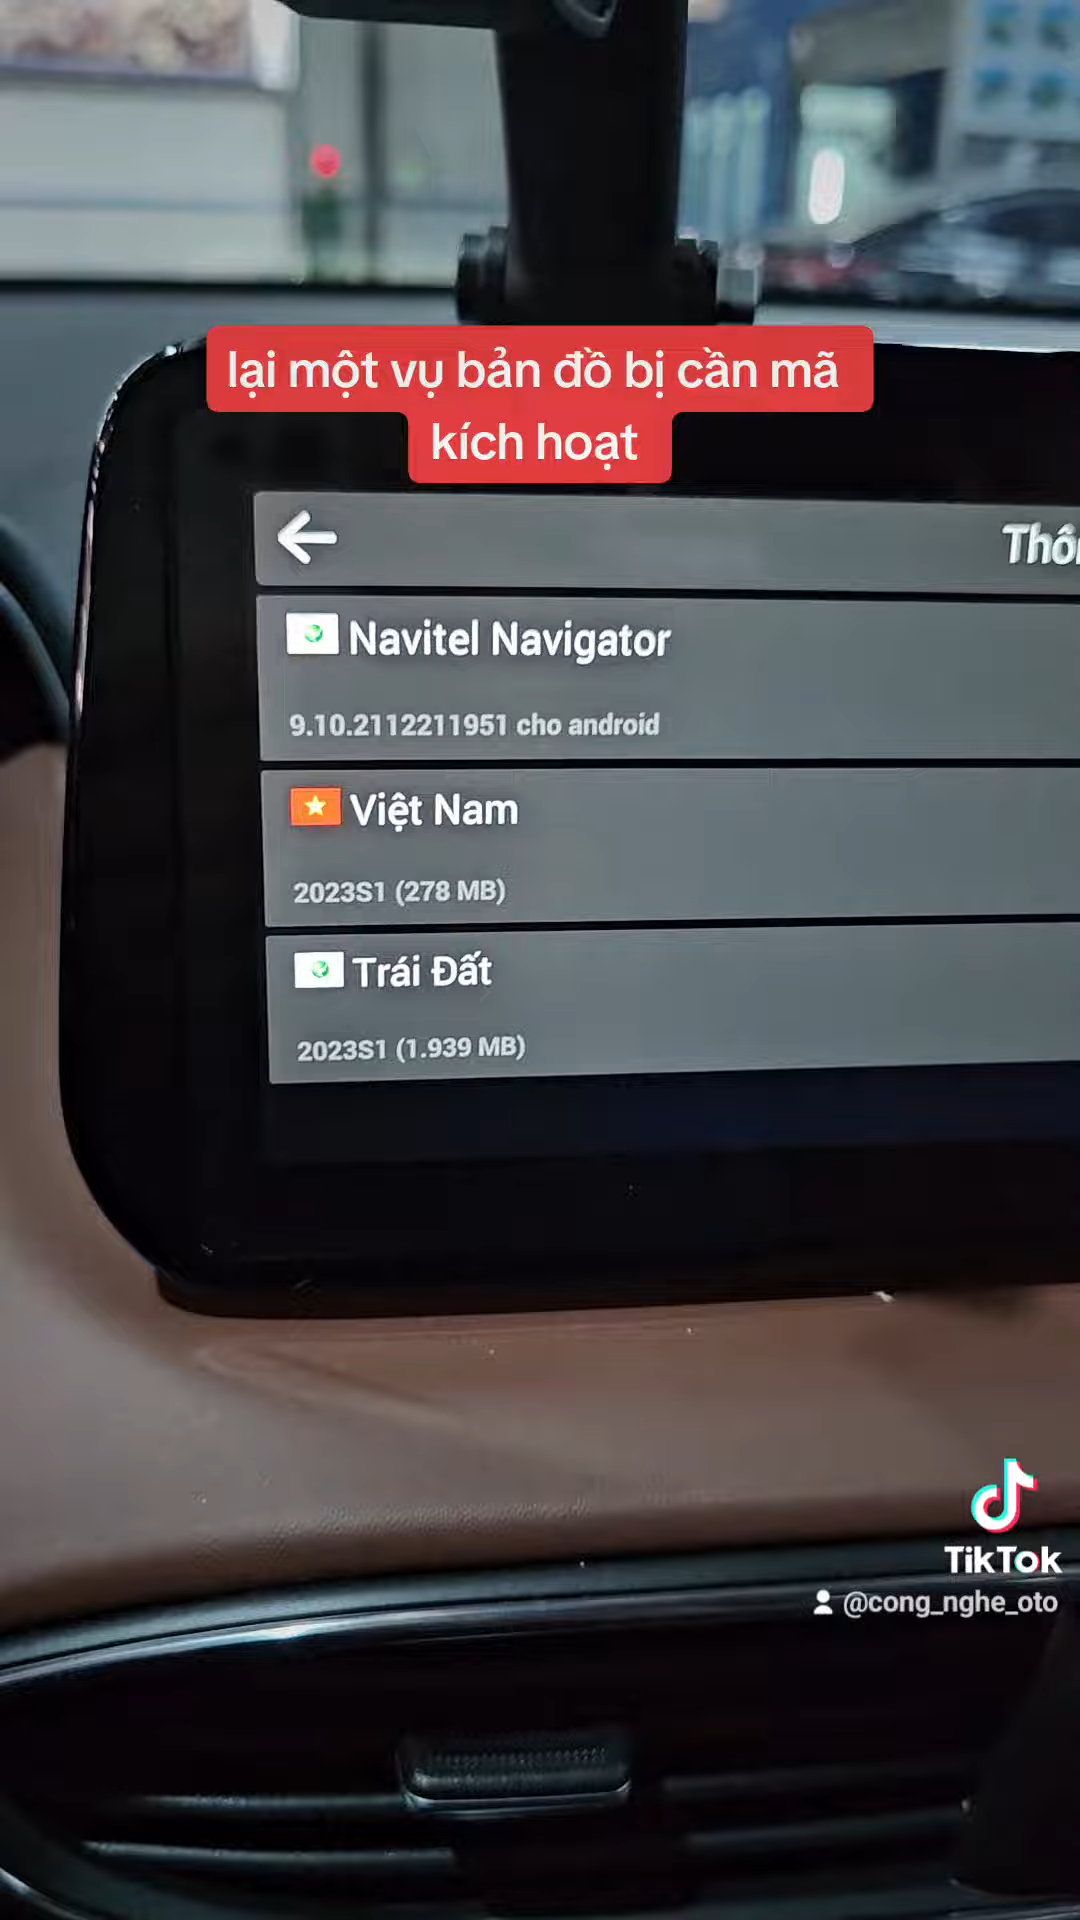 lại một vụ bản đồ bị cần mã
kích hoạt
Navitel Navigator
9.10.2112211951 cho android
Việt Nam
2023S1 (278 MB)
Trái Đất
2023S1 (1.939 MB)
TikTok
@cong_nghe_oto